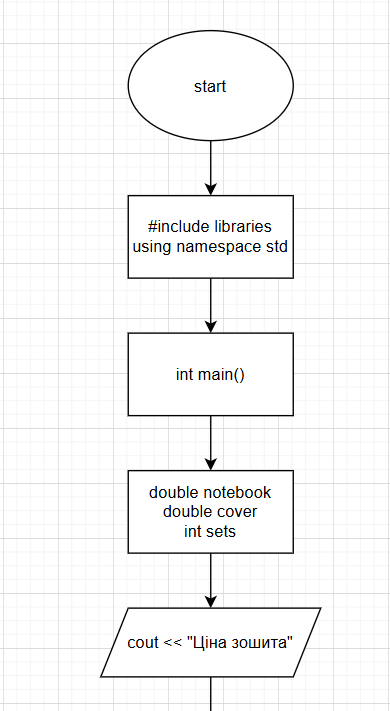 start
#include libraries
using namespace std
int main()
double notebook
double cover
int sets
cout << "Ціна зошита"